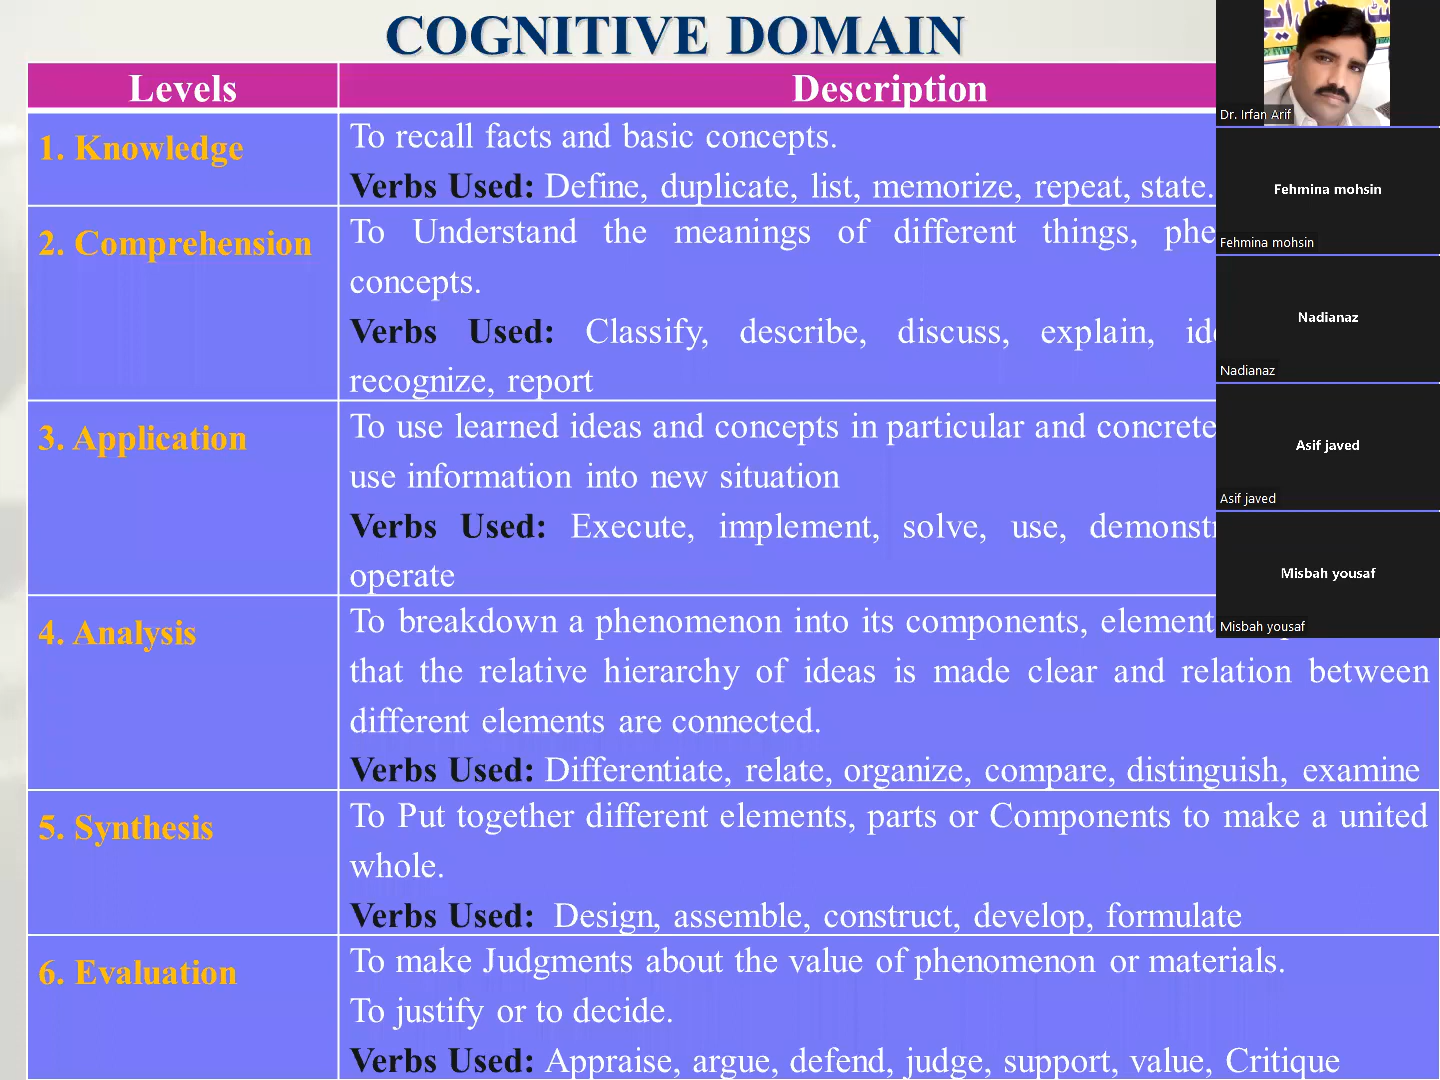 COGNITIVE DOMAIN
Levels
Description
1. Knowledge
To recall facts and basic concepts.
Verbs Used: Define, duplicate, list, memorize, repeat, state.
2. Comprehension
To Understand the meanings of different things,
concepts.
Verbs Used: Classify, describe, discuss, explain,
recognize, report
3. Application
To use learned ideas and concepts in particular and concrete
use information into new situation
Verbs Used: Execute, implement, solve, use,
operate
4. Analysis
To breakdown a phenomenon into its components,
that the relative hierarchy of ideas is made clear and relation between
different elements are connected.
Verbs Used: Differentiate, relate, organize, compare, distinguish, examine
5. Synthesis
To Put together different elements, parts or Components to make a united
whole.
Verbs Used: Design, assemble, construct, develop, formulate
6. Evaluation
To make Judgments about the value of phenomenon or materials.
To justify or to decide.
Verbs Used: Appraise, argue, defend, judge, support, value, Critique
Dr. Irfan Arif
Fehmina mohsin
Fehmina mohsin
Nadianaz
Nadianaz
Asif javed
Asif javed
Misbah yousaf
Misbah yousaf